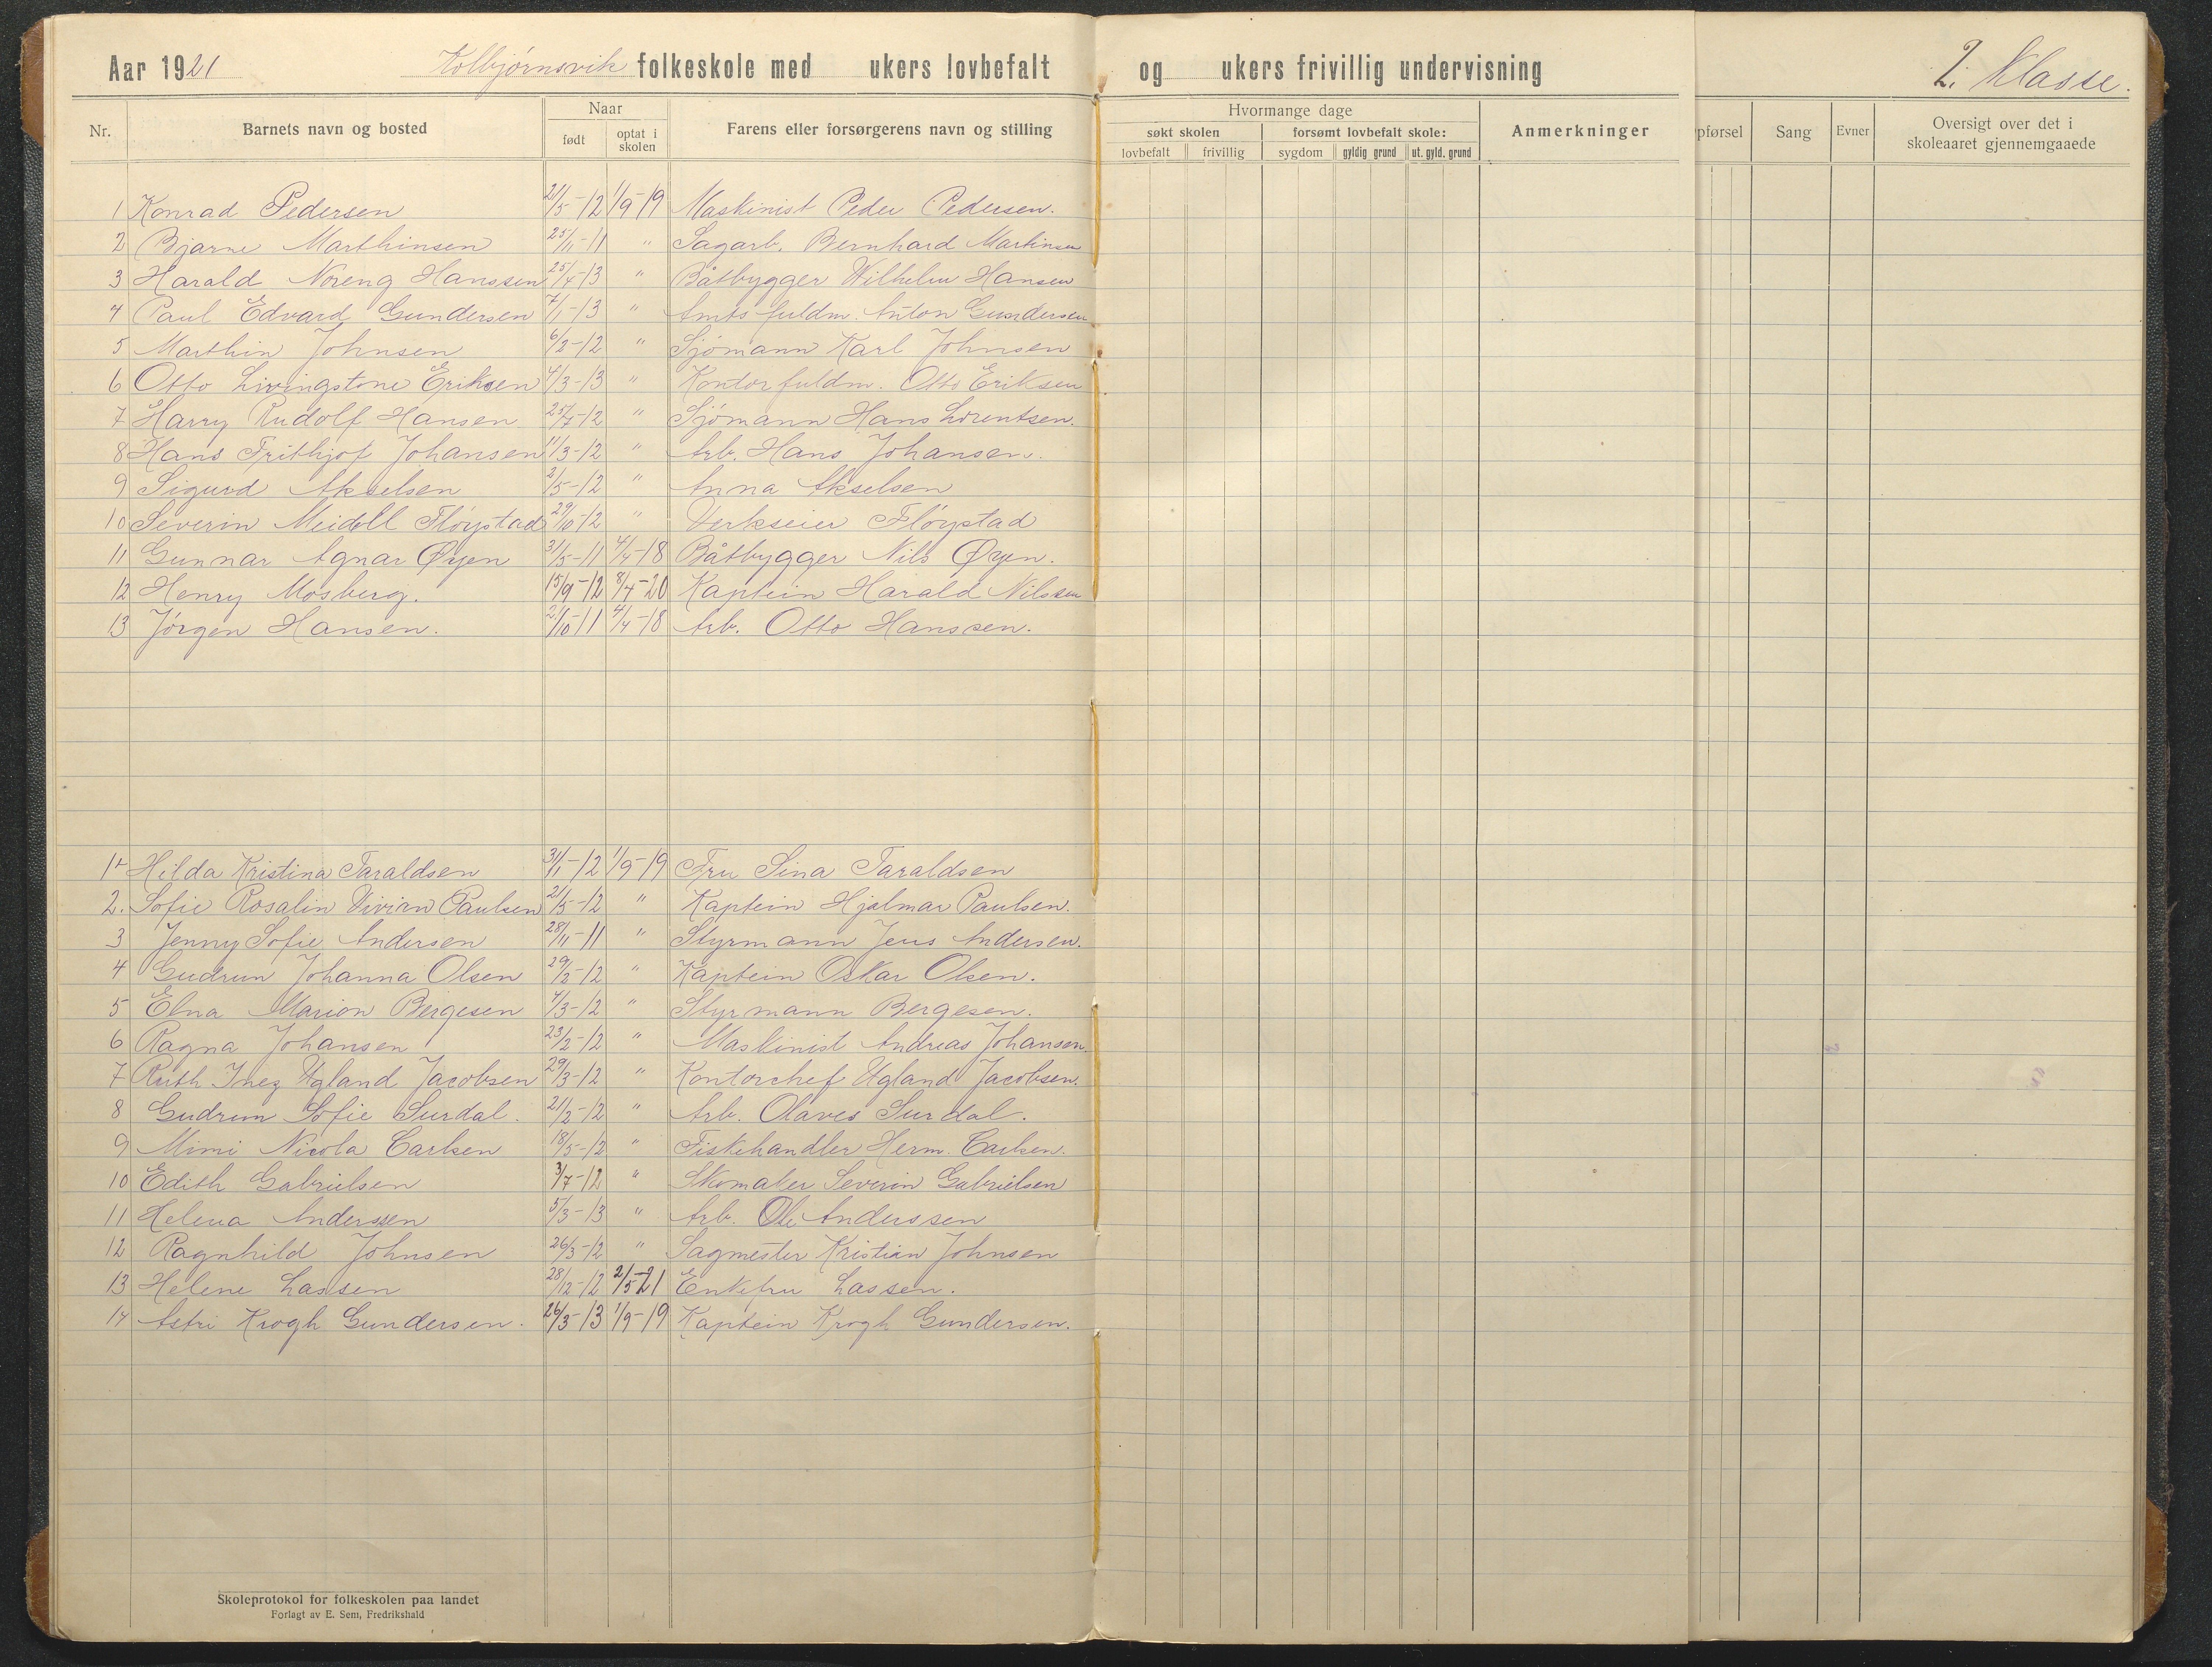 Aar 1921 Kolbjørnsvik folkeskole med ukers lovbefalt og ukers frivillig undervisning 2. Klasse.
Nr. Barnets navn og bosted Naar født optat i skolen Farens eller forsørgerens navn og stilling Hvormange dage søkt skolen lovbefalt frivillig forsømt lovbefalt skole: sygdom gyldig grund ut. gyld. grund Anmerkninger pførsel Sang Evner Oversigt over det i skoleaaret gjennemgaaede
1 Konrad Pedersen 21/5-12 1/9-19 Maskinist Peder Pedersen.
2 Bjarne Marthinsen 25/11-11 " Sagarb. Bernhard Martinsen
3 Harald Noreng Hanssen 25/4-13 " Båtbygger Wilhelm Hansen
4 Paul Edvard Gundersen 7/1-13 " Amts fuldm. Anton Gundersen
5 Marthin Johnsen 6/2-12 " Sjømann Karl Johnsen
6 Otto Livingstone Eriksen 4/3-13 " Kontorfuldm. Otto Eriksen
7 Harry Rudolf Hansen 25/7-12 " Sjømann Hans Lorentsen.
8 Hans Frithjof Johansen 11/3-12 " Arb. Hans Johansen.
9 Sigurd Akselsen 2/5-12 " Anna Akselsen
10 Severin Meidell Fløystad 29/10-12 " Verkseier Fløystad
11 Gunnar Agnar Øyen 31/5-11 4/4-18 Båtbygger Nils Øyen.
12 Henry Mosberg. 15/9-12 8/4-20 Kaptein Harald Nilssen
13 Jørgen Hansen. 2/10-11 4/4-18 Arb. Otto Hanssen.
1 Hilda Kristina Taraldsen 31/1-12 1/9-19 Fru Sina Taraldsen
2. Sofie Rosalin Vivian Paulsen 21/5-12 " Kaptein Hjalmar Paulsen.
3 Jenny Sofie Andersen 28/11-11 " Styrmann Jens Andersen.
4 Gudrun Johanna Olsen 29/2-12 " Kaptein Oskar Olsen.
5 Elna Marion Bergesen 4/3-12 " Styrmann Bergesen.
6 Ragna Johansen 23/2-12 " Maskinist Andreas Johansen.
7 Ruth Inez Ugland Jacobsen 29/3-12 " Kontorchef Ugland Jacobsen.
8 Gudrun Sofie Surdal. 21/2-12 " Arb. Olaves Surdal.
9 Mimi Nicola Carlsen 18/5-12 " Fiskehandler Herm. Carlsen.
10 Edith Gabrielsen 3/7-12 " Skomaker Severin Gabrielsen
11 Helena Anderssen 5/3-13 " Arb. Ole Anderssen
12 Ragnhild Johnsen 26/3-12 " Sagmester Kristian Johnsen
13 Helene Lassen 28/12-12 2/5-21 Enkefru Lassen.
14 Astri Krogh Gundersen. 26/3-13 1/9-19 Kaptein Krogh Gundersen.
Skoleprotokol for folkeskolen paa landet
Forlagt av E. Sem, Fredrikshald